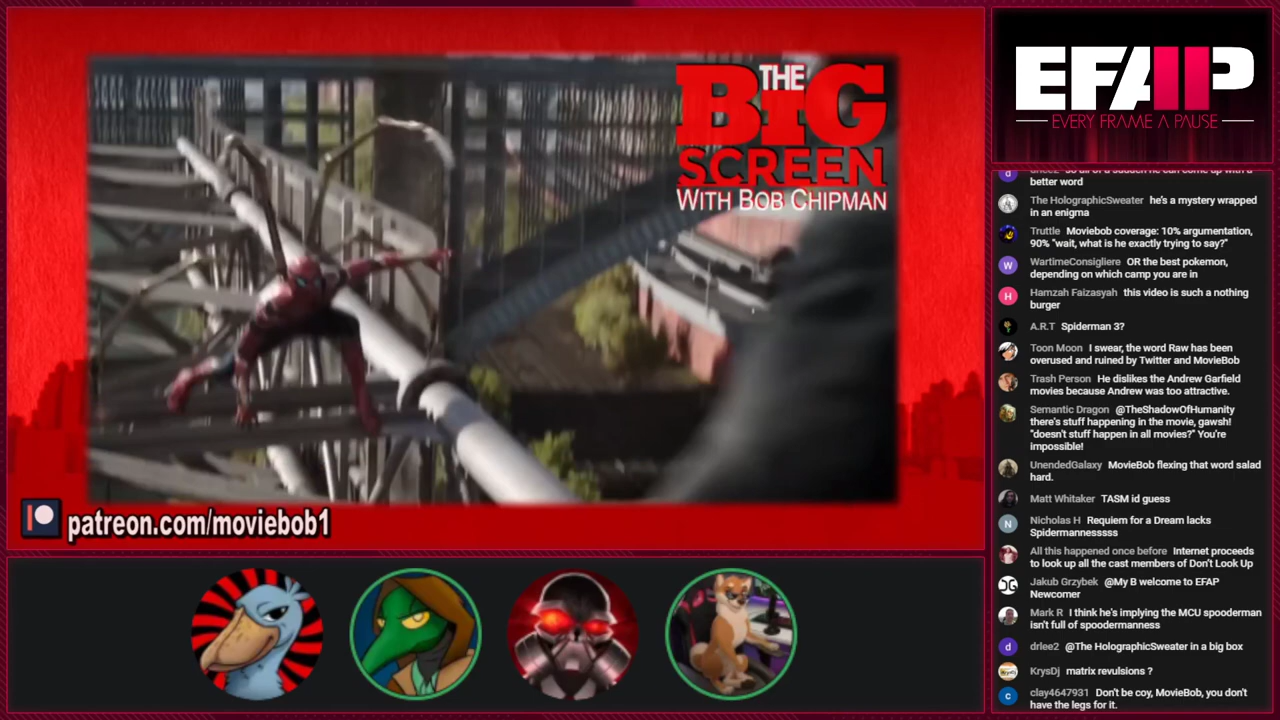 THE
BIG
SCREEN
WITH BOB CHIPMAN
patreon.com/moviebob1
EFAP
EVERY FRAME A PAUSE
better word
The HolographicSweater he's a mystery wrapped
in an enigma
Truttle Moviebob coverage: 10% argumentation,
90% "wait, what is he exactly trying to say?"
WartimeConsigliere OR the best pokemon,
depending on which camp you are in
Hamzah Faizasyah this video is such a nothing
burger
A.R.T Spiderman 3?
Toon Moon I swear, the word Raw has been
overused and ruined by Twitter and MovieBob
Trash Person He dislikes the Andrew Garfield
movies because Andrew was too attractive.
Semantic Dragon @TheShadowOfHumanity
there's stuff happening in the movie, gawsh!
"doesn't stuff happen in all movies?" You're
impossible!
UnendedGalaxy MovieBob flexing that word salad
hard.
Matt Whitaker TASM id guess
Nicholas H Requiem for a Dream lacks
Spidermannesssss
All this happened once before Internet proceeds
to look up all the cast members of Don't Look Up
Jakub Grzybek @My B welcome to EFAP
Newcomer
Mark R I think he's implying the MCU spooderman
isn't full of spoodermanness
drlee2 @The HolographicSweater in a big box
KrysDj matrix revulsions ?
clay4647931 Don't be coy, MovieBob, you don't
have the legs for it.